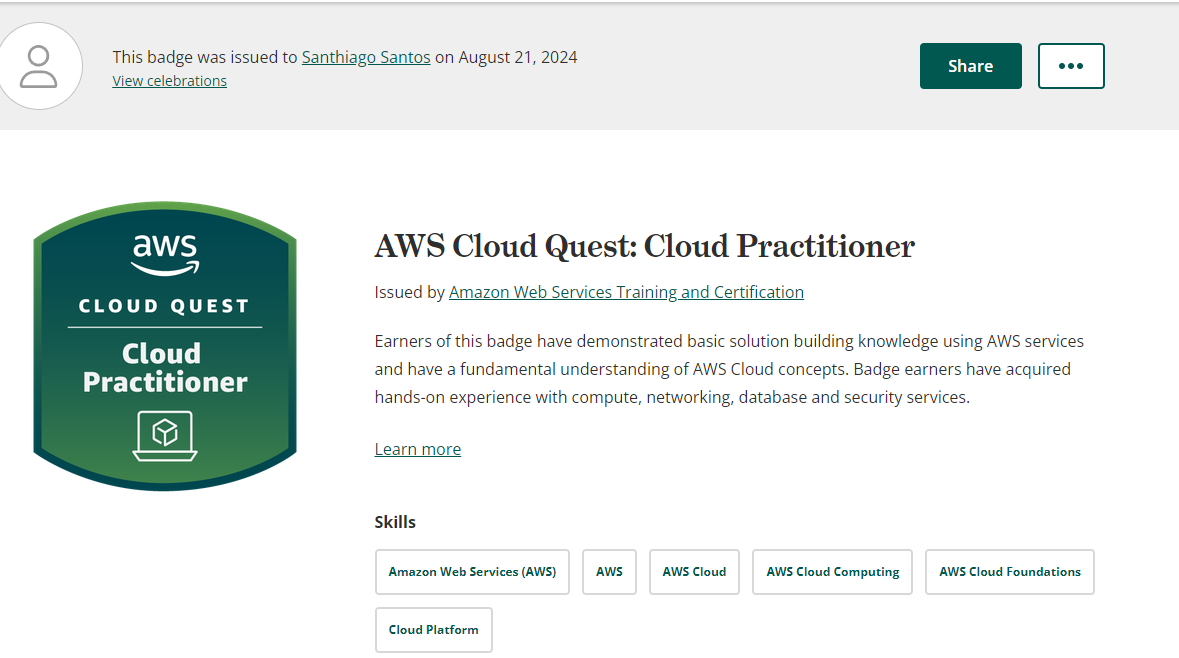 This badge was issued to Santhiago Santos on August 21, 2024
View celebrations
Share
aws
CLOUD QUEST
Cloud
Practitioner
AWS Cloud Quest: Cloud Practitioner
Issued by Amazon Web Services Training and Certification
Earners of this badge have demonstrated basic solution building knowledge using AWS services
and have a fundamental understanding of AWS Cloud concepts. Badge earners have acquired
hands-on experience with compute, networking, database and security services.
Learn more
Skills
Amazon Web Services (AWS) AWS AWS Cloud AWS Cloud Computing AWS Cloud Foundations
Cloud Platform